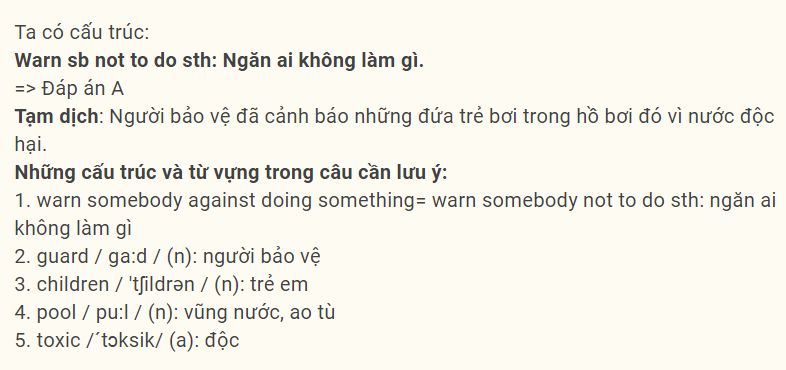 Ta có cấu trúc:
Warn sb not to do sth: Ngăn ai không làm gì.
=> Đáp án A
Tạm dịch: Người bảo vệ đã cảnh báo những đứa trẻ bơi trong hồ bơi đó vì nước độc
hại.
Những cấu trúc và từ vựng trong câu cần lưu ý:
1. warn somebody against doing something= warn somebody not to do sth: ngăn ai
không làm gì
2. guard / ga:d / (n): người bảo vệ
3. children / 't∫ildrən / (n): trẻ em
4. pool / pu:l / (n): vũng nước, ao tù
5. toxic /´tɔksik/ (a): độc